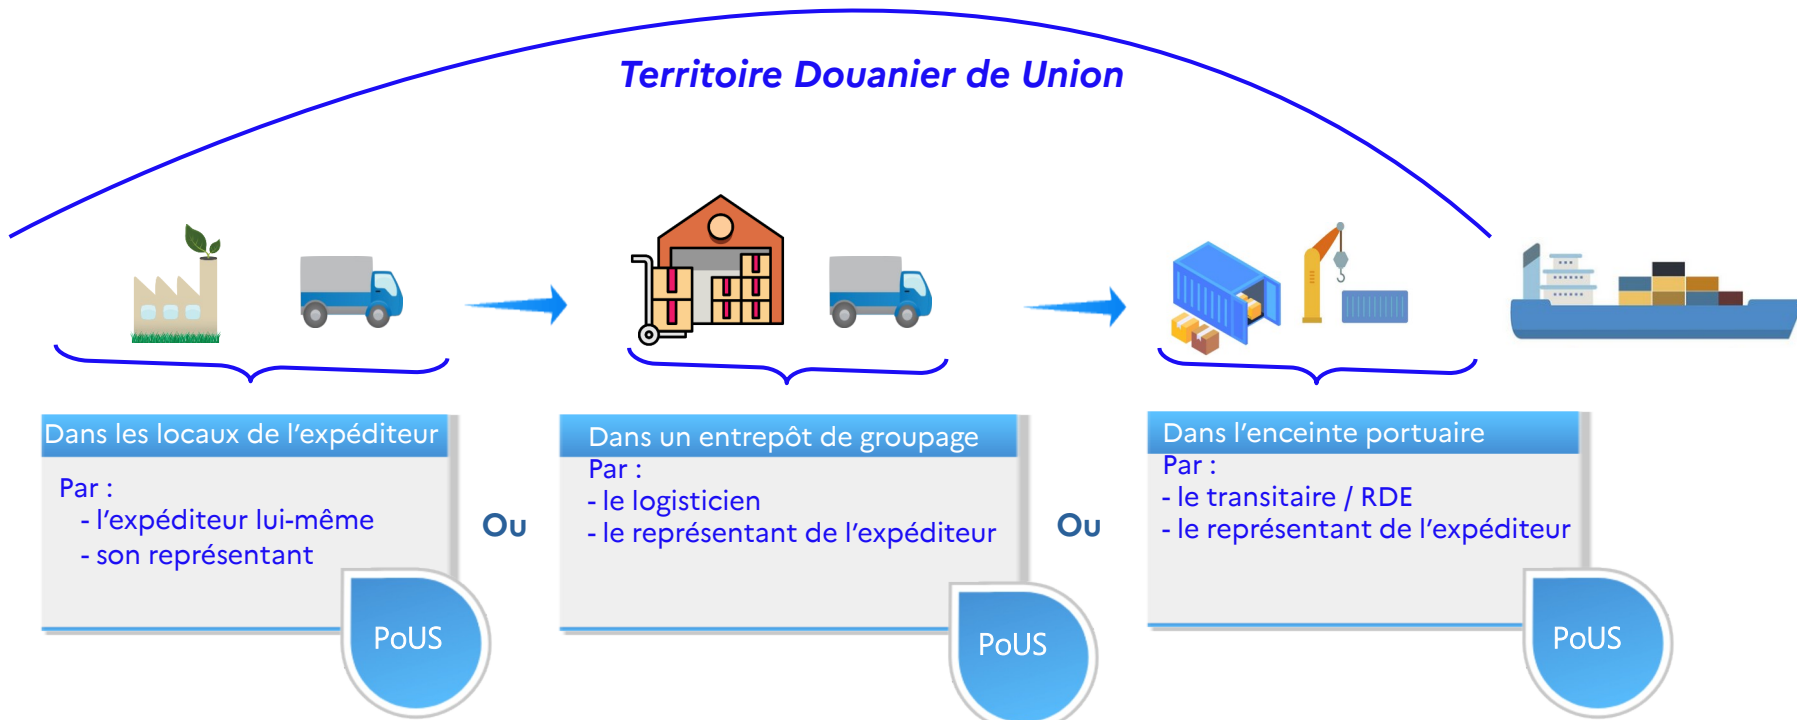 Territoire Douanier de Union
Dans les locaux de l’expéditeur
Par :
- l’expéditeur lui-même
- son représentant
PoUS
Ou
Dans un entrepôt de groupage
Par :
- le logisticien
- le représentant de l’expéditeur
PoUS
Ou
Dans l’enceinte portuaire
Par :
- le transitaire / RDE
- le représentant de l’expéditeur
PoUS